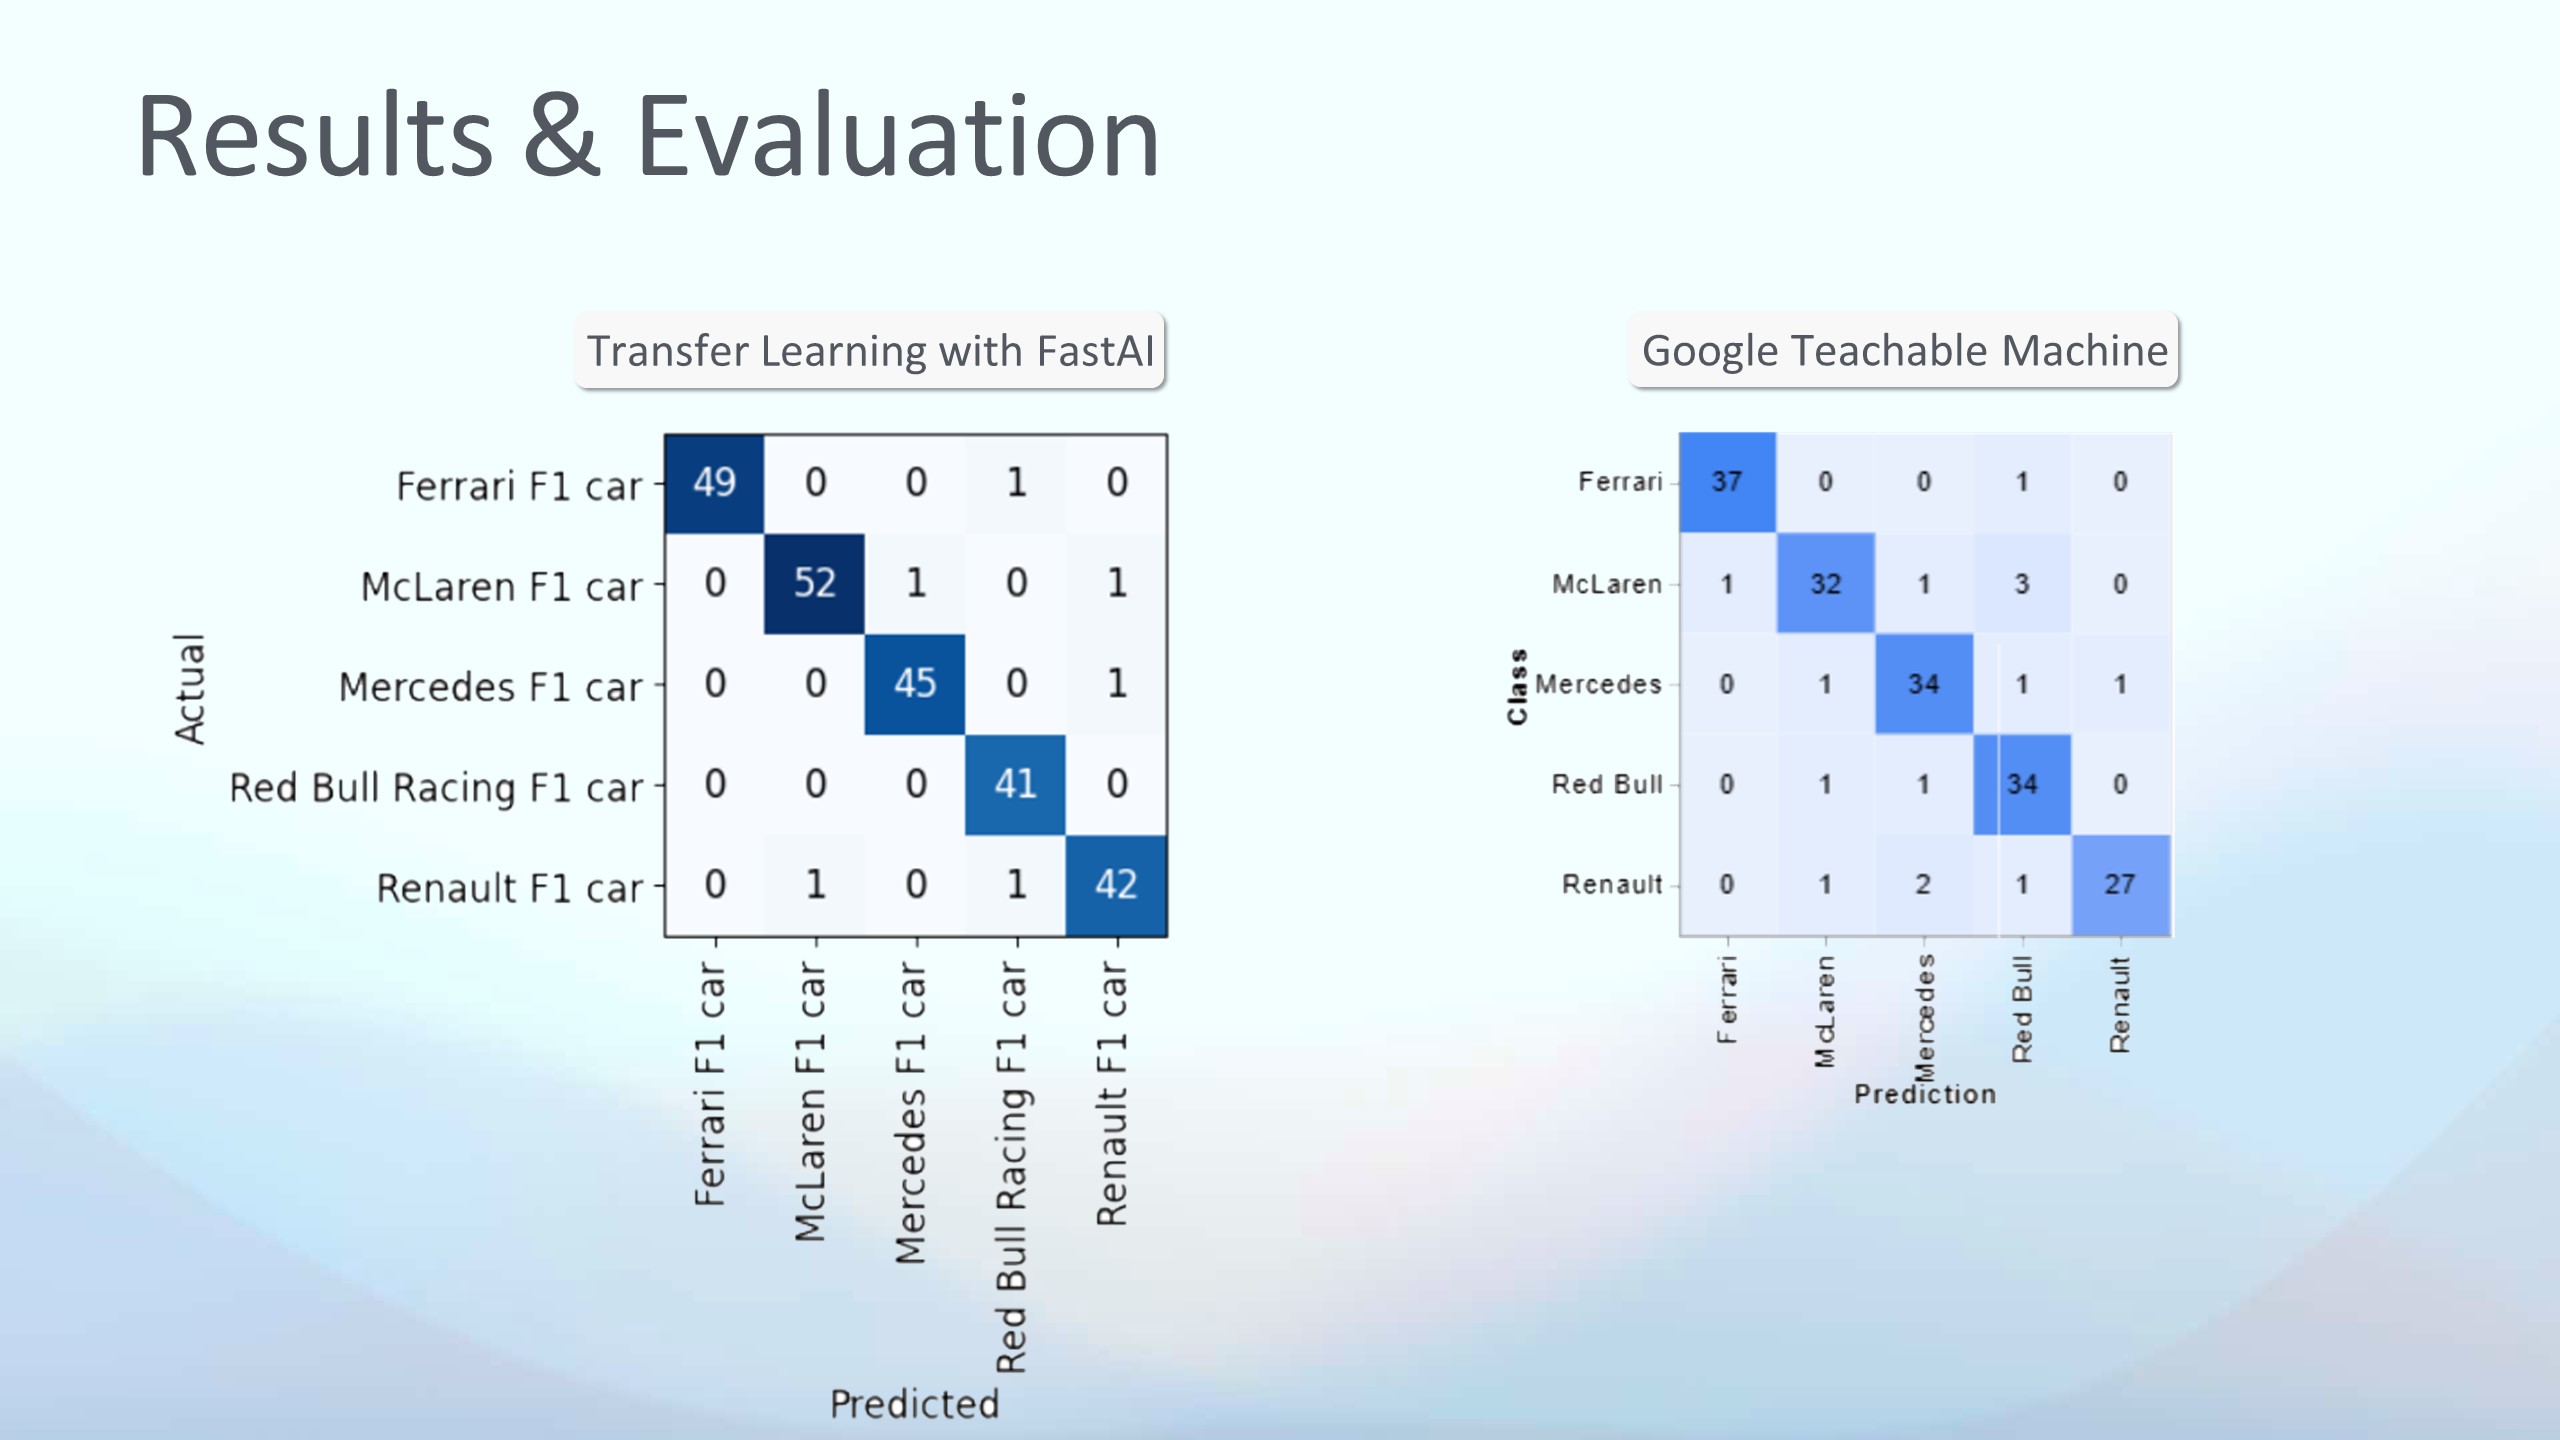 Results & Evaluation
Transfer Learning with FastAI
Actual
Ferrari F1 car 49 0 0 1 0
McLaren F1 car 0 52 1 0 1
Mercedes F1 car 0 0 45 0 1
Red Bull Racing F1 car 0 0 0 41 0
Renault F1 car 0 1 0 1 42
Ferrari F1 car
McLaren F1 car
Mercedes F1 car
Red Bull Racing F1 car
Renault F1 car
Predicted
Google Teachable Machine
Class
Ferrari 37 0 0 1 0
McLaren 1 32 1 3 0
Mercedes 0 1 34 1 1
Red Bull 0 1 1 34 0
Renault 0 1 2 1 27
Ferrari
McLaren
Mercedes
Red Bull
Renault
Prediction